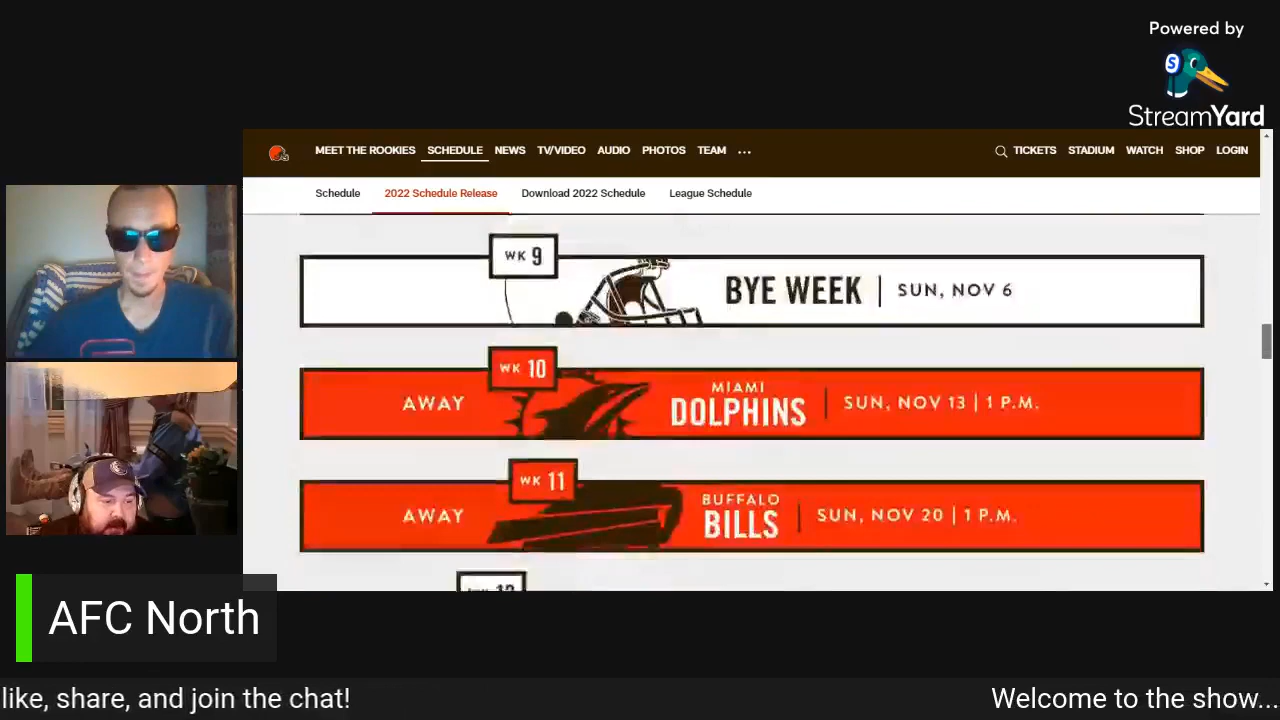 Powered by
StreamYard
MEET THE ROOKIES SCHEDULE NEWS TV/VIDEO AUDIO PHOTOS TEAM ... TICKETS STADIUM WATCH SHOP LOGIN
Schedule 2022 Schedule Release Download 2022 Schedule League Schedule
WK 9
BYE WEEK | SUN, NOV 6
WK 10
AWAY MIAMI DOLPHINS | SUN, NOV 13 | 1 P.M.
WK 11
AWAY BUFFALO BILLS | SUN, NOV 20 | 1 P.M.
AFC North
like, share, and join the chat! Welcome to the show...